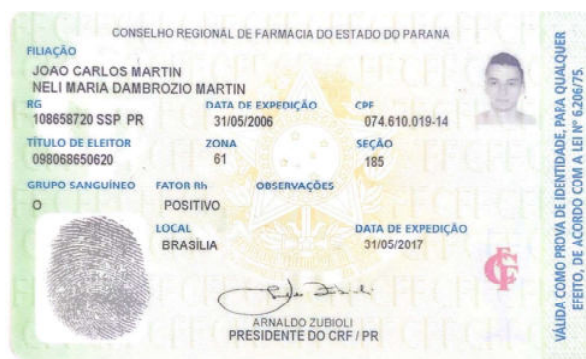 CONSELHO REGIONAL DE FARMACIA DO ESTADO DO PARANA
FILIAÇÃO
JOAO CARLOS MARTIN
NELI MARIA DAMBROZIO MARTIN
RG DATA DE EXPEDIÇÃO CPF
108658720 SSP PR 31/05/2006 074.610.019-14
TÍTULO DE ELEITOR ZONA SEÇÃO
098068650620 61 185
GRUPO SANGUÍNEO FATOR Rh OBSERVAÇÕES
O POSITIVO
LOCAL DATA DE EXPEDIÇÃO
BRASÍLIA 31/05/2017
ARNALDO ZUBIOLI
PRESIDENTE DO CRF / PR
VÁLIDA COMO PROVA DE IDENTIDADE, PARA QUALQUER
EFEITO, DE ACORDO COM A LEI Nº 6.206/75.